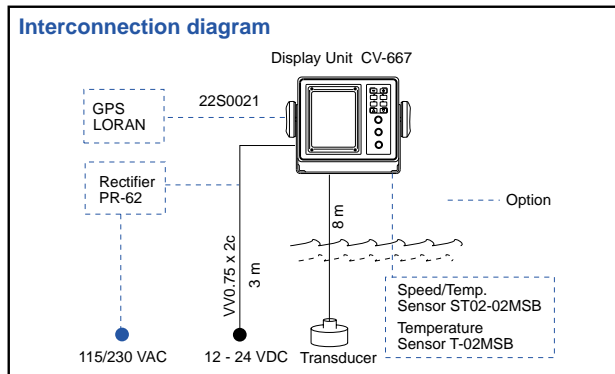 Interconnection diagram
Display Unit CV-667
GPS
LORAN
22S0021
Rectifier
PR-62
VV0.75 x 2c
3 m
8 m
Option
Speed/Temp.
Sensor ST02-02MSB
Temperature
Sensor T-02MSB
115/230 VAC
12 - 24 VDC
Transducer